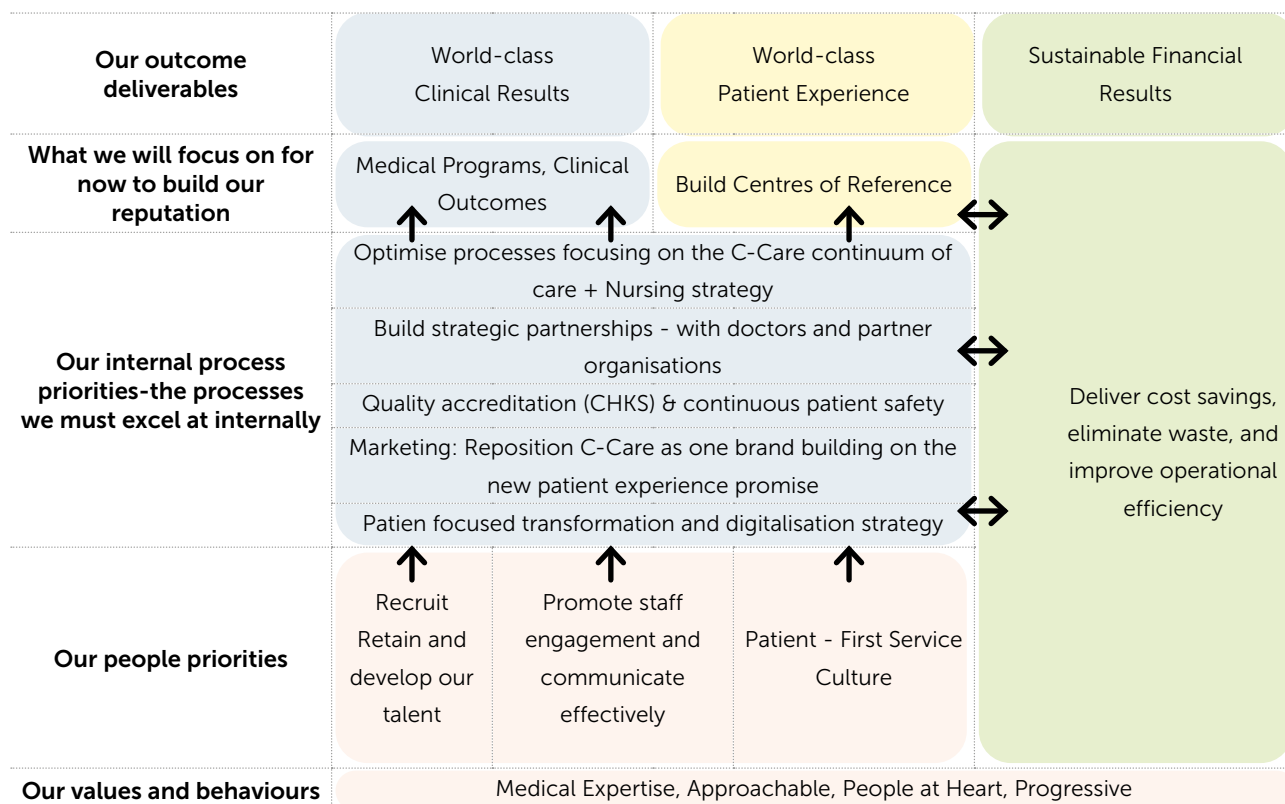 Our outcome
deliverables
World-class
Clinical Results
World-class
Patient Experience
Sustainable Financial
Results
What we will focus on for
now to build our
reputation
Medical Programs, Clinical
Outcomes
Build Centres of Reference
Our internal process
priorities-the processes
we must excel at internally
Optimise processes focusing on the C-Care continuum of
care + Nursing strategy
Build strategic partnerships - with doctors and partner
organisations
Quality accreditation (CHKS) & continuous patient safety
Marketing: Reposition C-Care as one brand building on the
new patient experience promise
Patien focused transformation and digitalisation strategy
Deliver cost savings,
eliminate waste, and
improve operational
efficiency
Our people priorities
Recruit
Retain and
develop our
talent
Promote staff
engagement and
communicate
effectively
Patient - First Service
Culture
Our values and behaviours
Medical Expertise, Approachable, People at Heart, Progressive